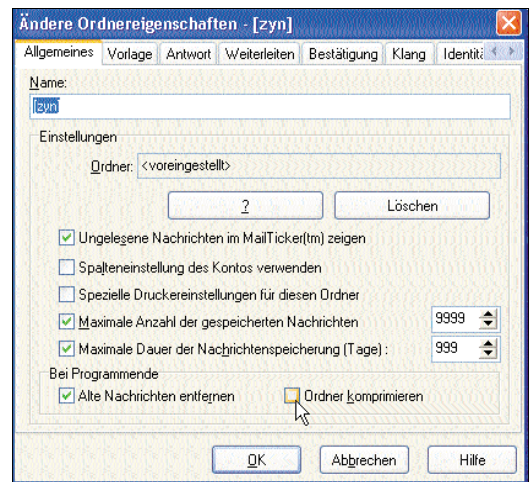 Ändere Ordnereigenschaften - [zyn]
Allgemeines Vorlage Antwort Weiterleiten Bestätigung Klang Identitä
Name:
[zyn]
Einstellungen
Ordner: <voreingestellt>
? Löschen
Ungelesene Nachrichten im MailTicker(tm) zeigen
Spalteneinstellung des Kontos verwenden
Spezielle Druckereinstellungen für diesen Ordner
Maximale Anzahl der gespeicherten Nachrichten 9999
Maximale Dauer der Nachrichtenspeicherung (Tage) : 999
Bei Programmende
Alte Nachrichten entfernen Ordner komprimieren
OK Abbrechen Hilfe